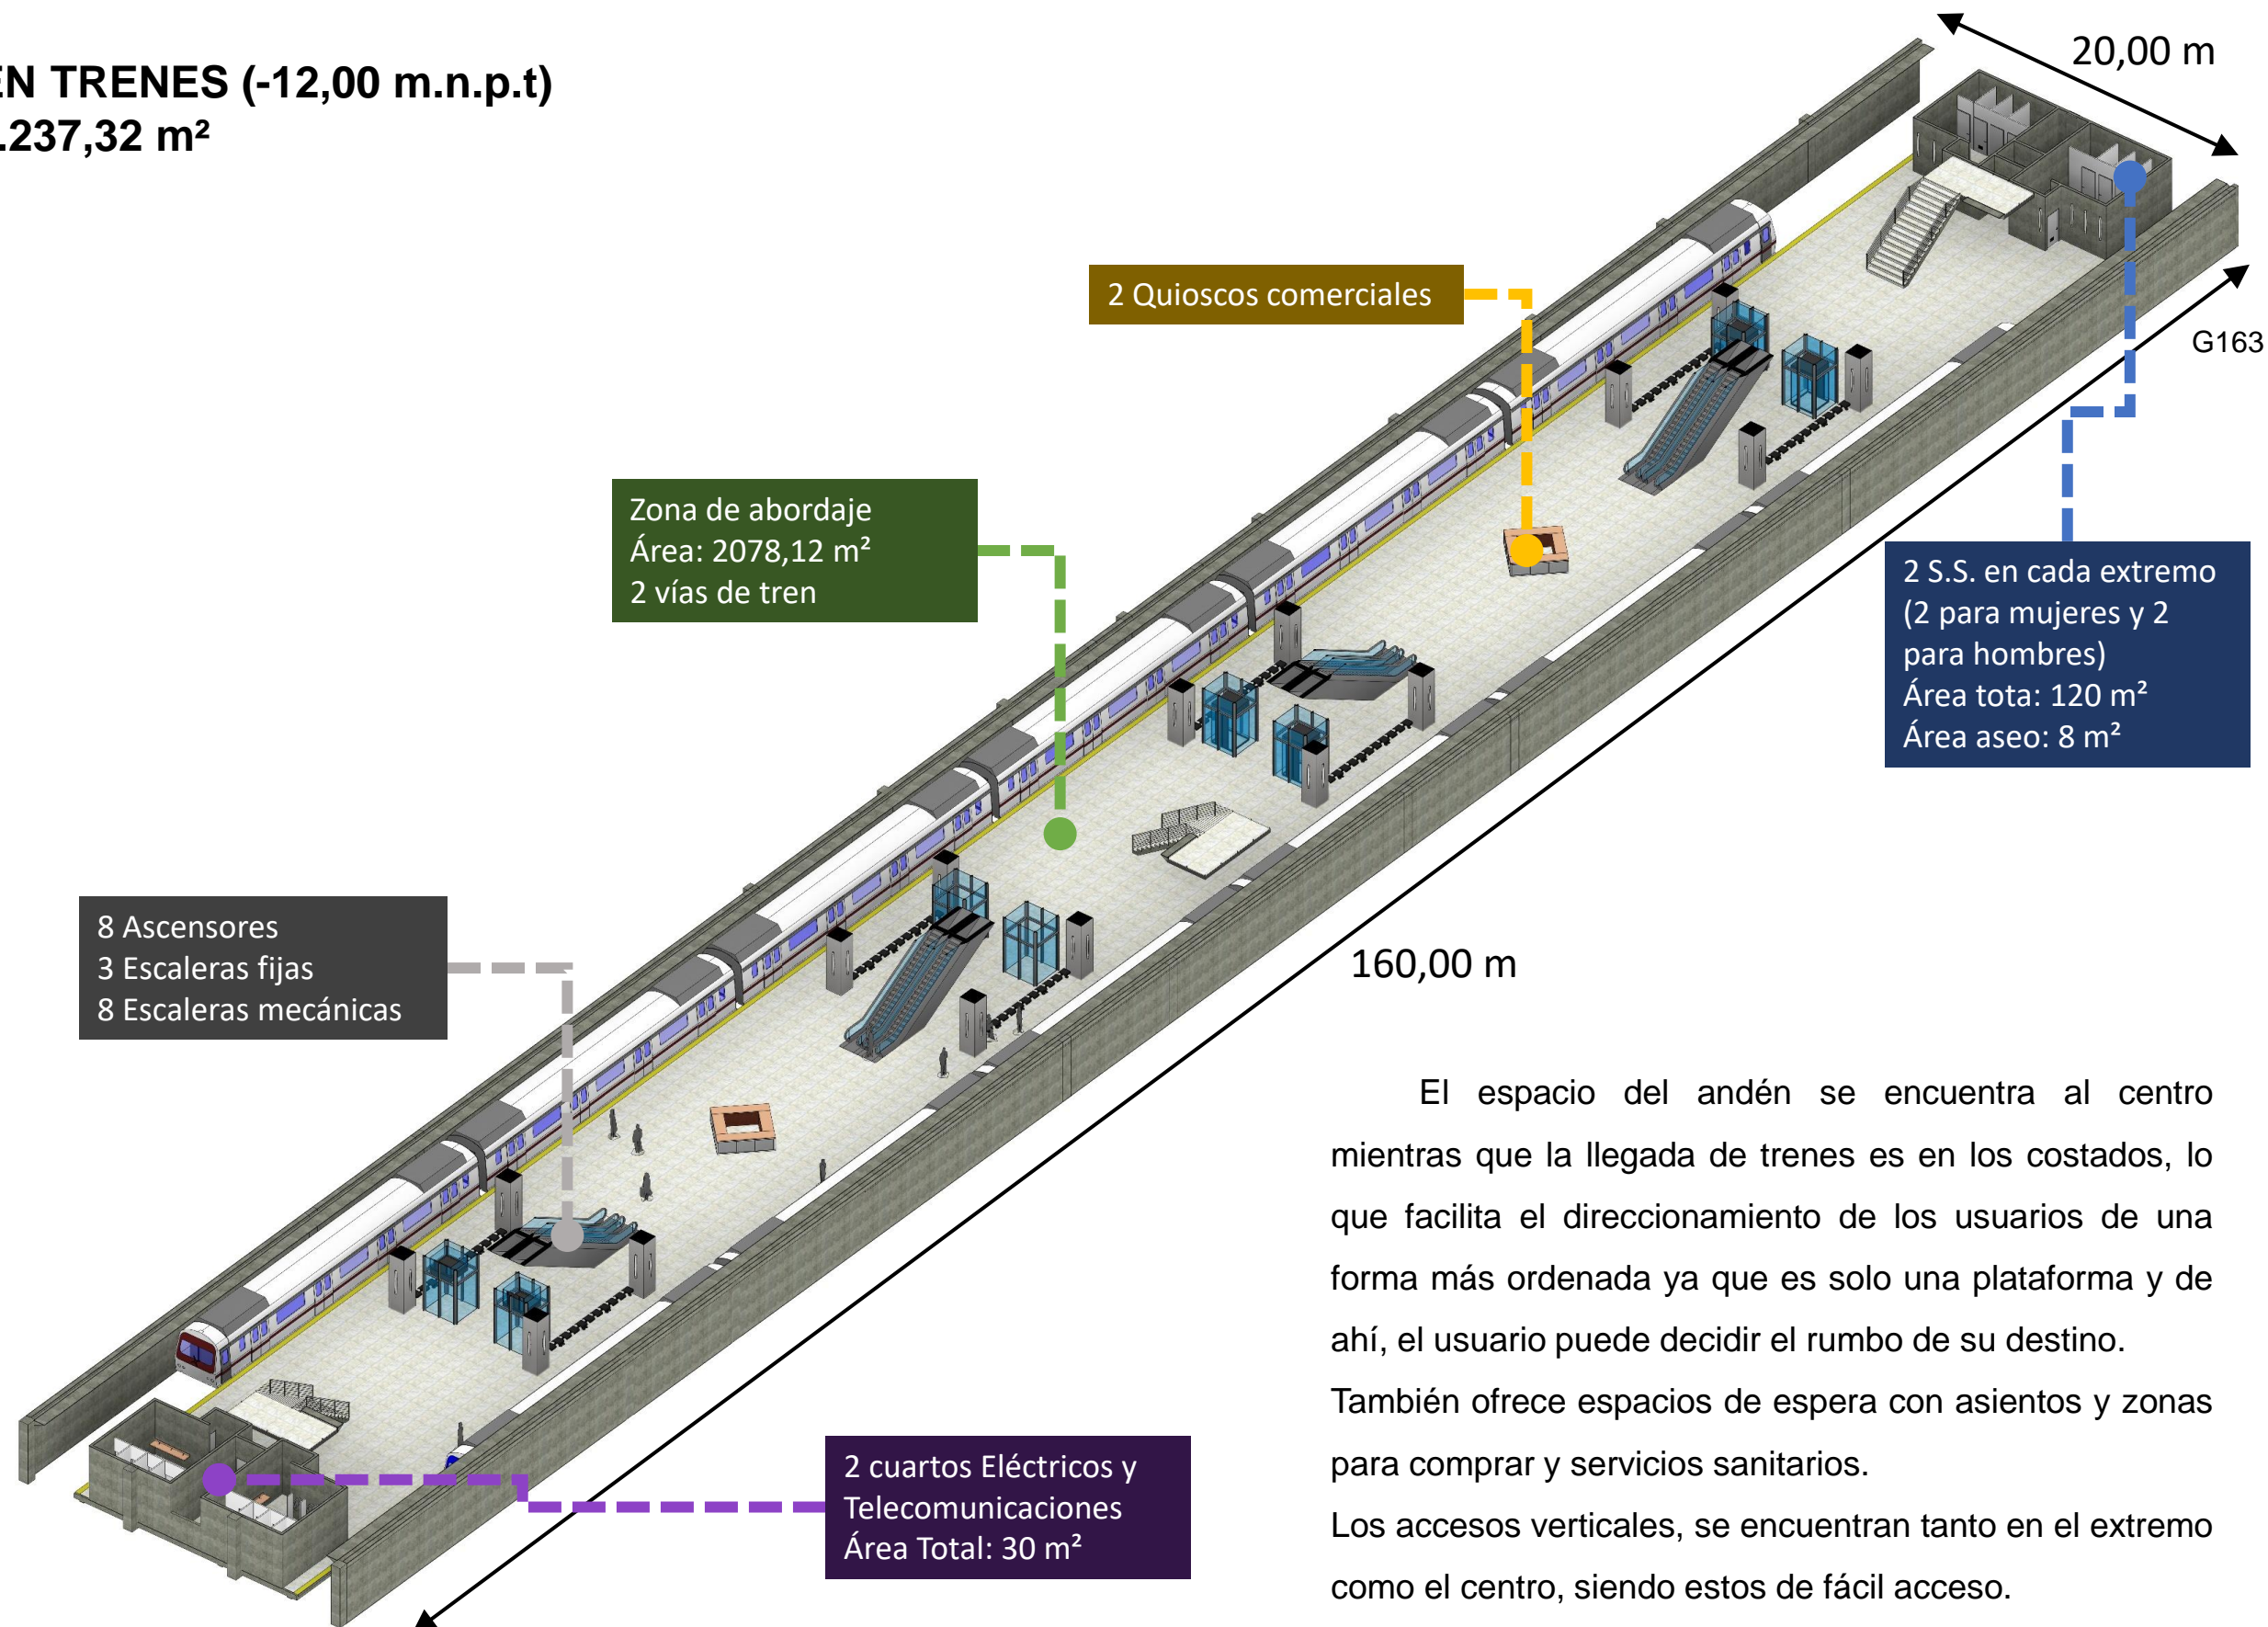 EN TRENES (-12,00 m.n.p.t)
.237,32 m²
20,00 m
2 Quioscos comerciales
G163
Zona de abordaje
Área: 2078,12 m²
2 vías de tren
2 S.S. en cada extremo
(2 para mujeres y 2
para hombres)
Área tota: 120 m²
Área aseo: 8 m²
8 Ascensores
3 Escaleras fijas
8 Escaleras mecánicas
160,00 m
El espacio del andén se encuentra al centro
mientras que la llegada de trenes es en los costados, lo
que facilita el direccionamiento de los usuarios de una
forma más ordenada ya que es solo una plataforma y de
ahí, el usuario puede decidir el rumbo de su destino.
También ofrece espacios de espera con asientos y zonas
para comprar y servicios sanitarios.
Los accesos verticales, se encuentran tanto en el extremo
como el centro, siendo estos de fácil acceso.
2 cuartos Eléctricos y
Telecomunicaciones
Área Total: 30 m²